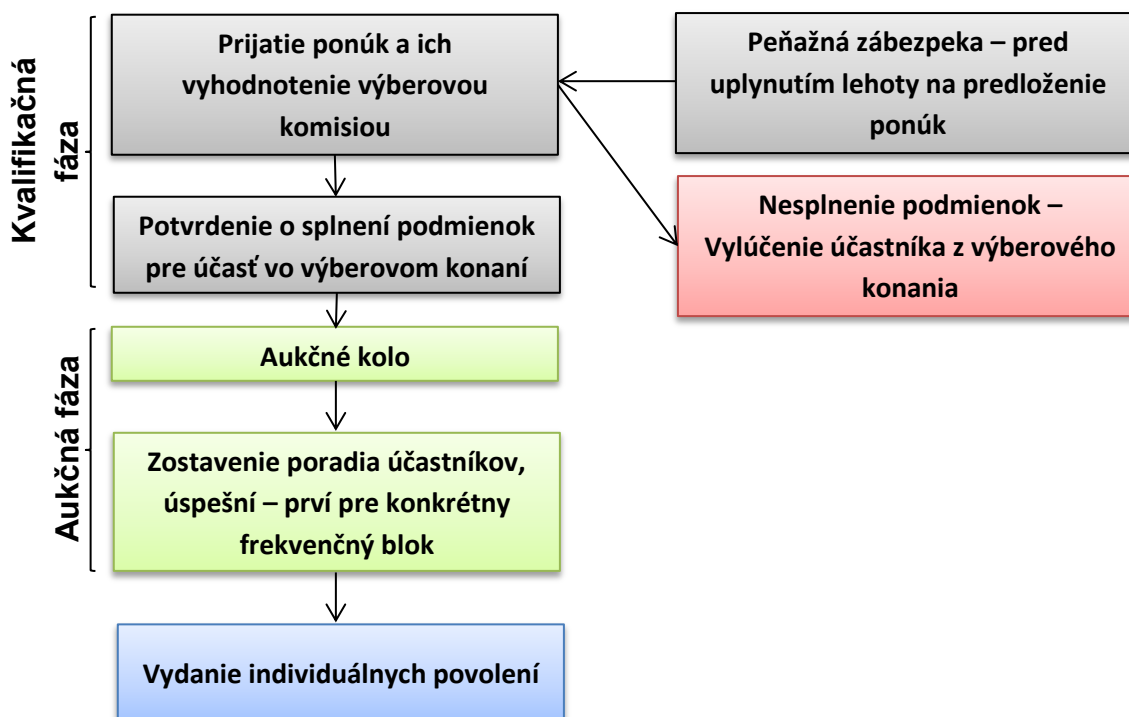 Kvalifikačná
fáza
Prijatie ponúk a ich
vyhodnotenie výberovou
komisiou
Peňažná zábezpeka – pred
uplynutím lehoty na predloženie
ponúk
Nesplnenie podmienok –
Vylúčenie účastníka z výberového
konania
Potvrdenie o splnení podmienok
pre účasť vo výberovom konaní
Aukčná fáza
Aukčné kolo
Zostavenie poradia účastníkov,
úspešní – prví pre konkrétny
frekvenčný blok
Vydanie individuálnych povolení